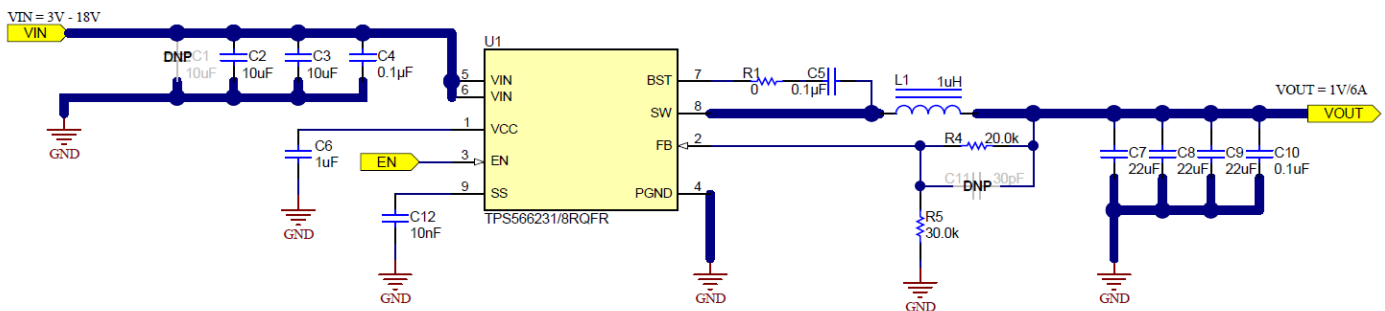 VIN = 3V - 18V
VIN
DNP
C1
10uF
C2
10uF
C3
10uF
C4
0.1µF
GND
C6
1uF
GND
EN
C12
10nF
GND
U1
5
VIN
6
VIN
1
VCC
3
EN
9
SS
BST
7
SW
8
FB
2
PGND
4
TPS566231/8RQFR
GND
R1
0
C5
0.1µF
L1
1uH
R4
20.0k
C11
DNP
30pF
R5
30.0k
GND
VOUT = 1V/6A
VOUT
C7
22uF
C8
22uF
C9
22uF
C10
0.1uF
GND